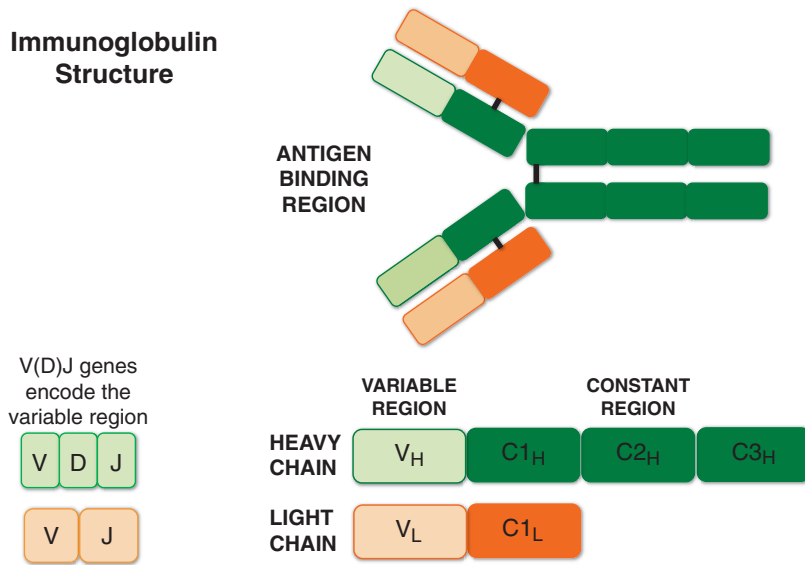 Immunoglobulin
Structure
ANTIGEN
BINDING
REGION
V(D)J genes
encode the
variable region
V D J
V J
VARIABLE
REGION
CONSTANT
REGION
HEAVY
CHAIN
VH C1H C2H C3H
LIGHT
CHAIN
VL C1L